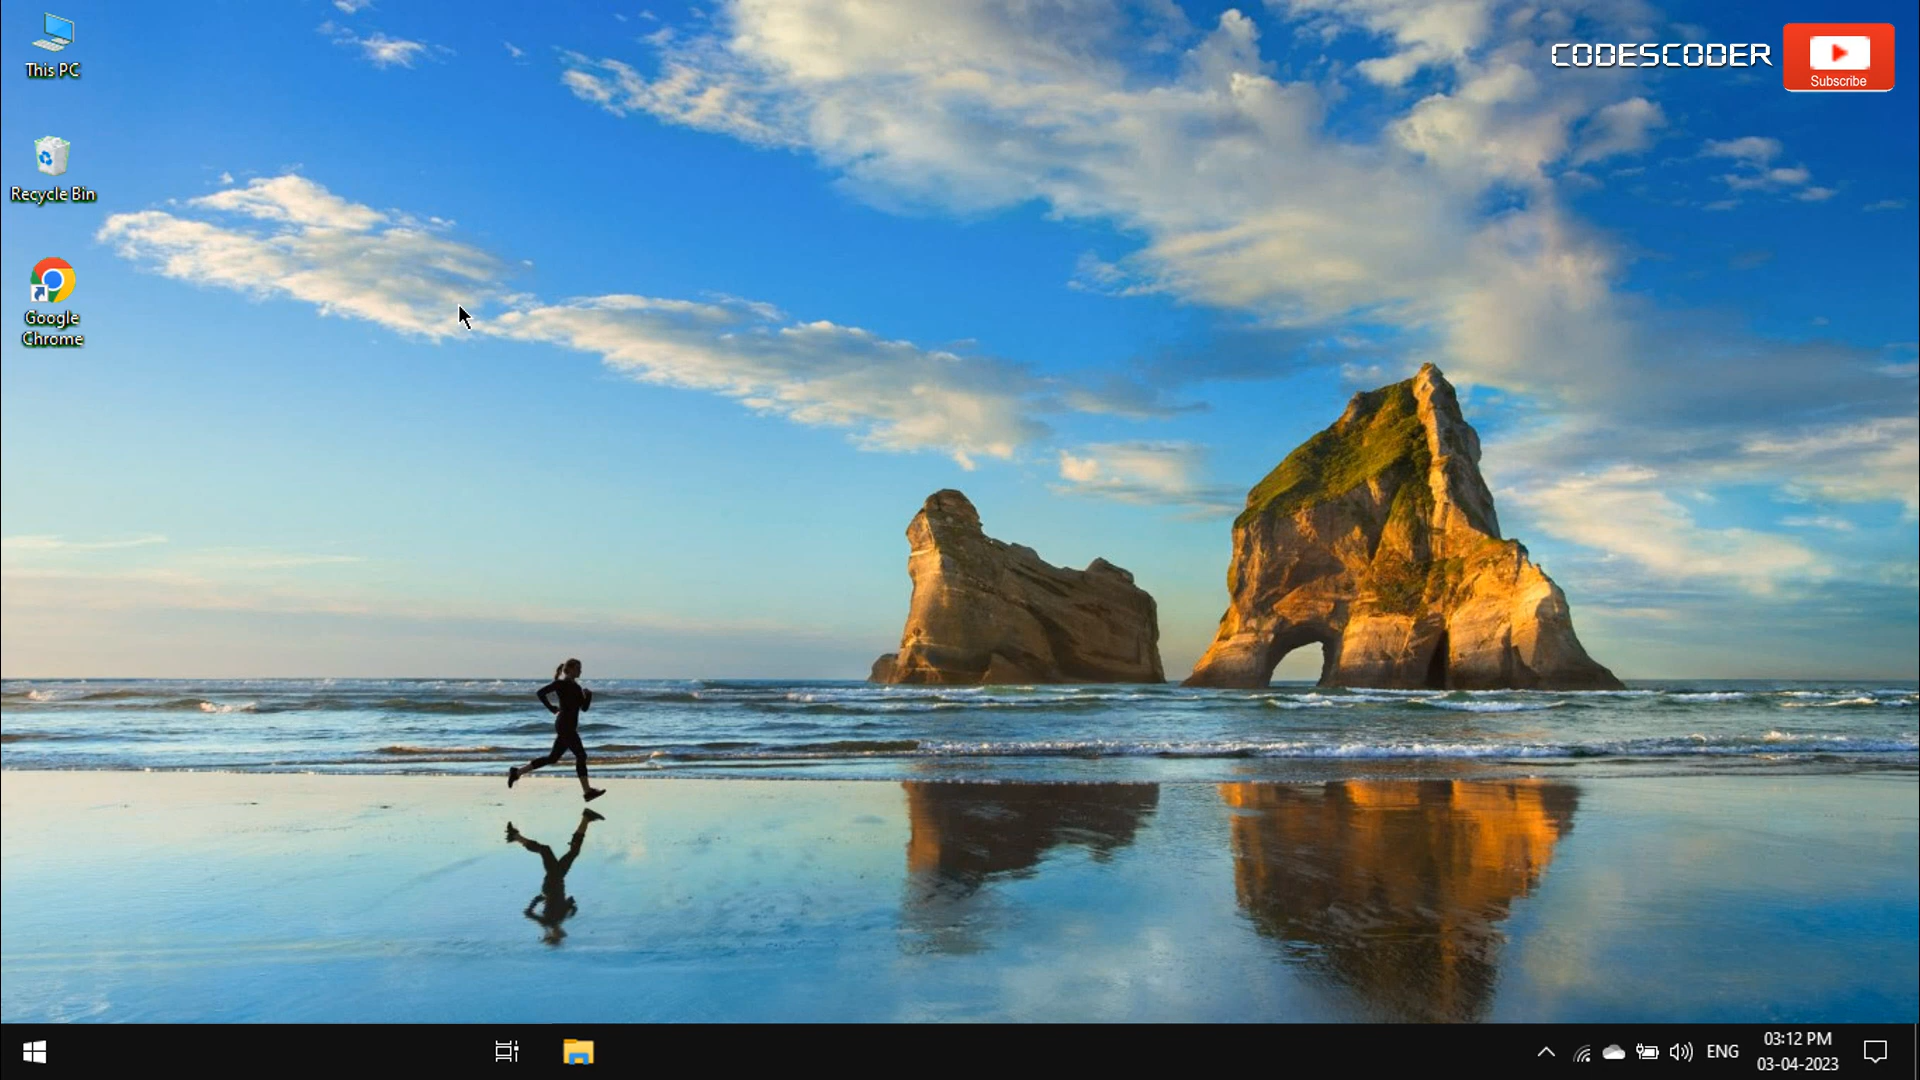 This PC
CODESCODER
Subscribe
Recycle Bin
Google
Chrome
ENG
03:12 PM
03-04-2023